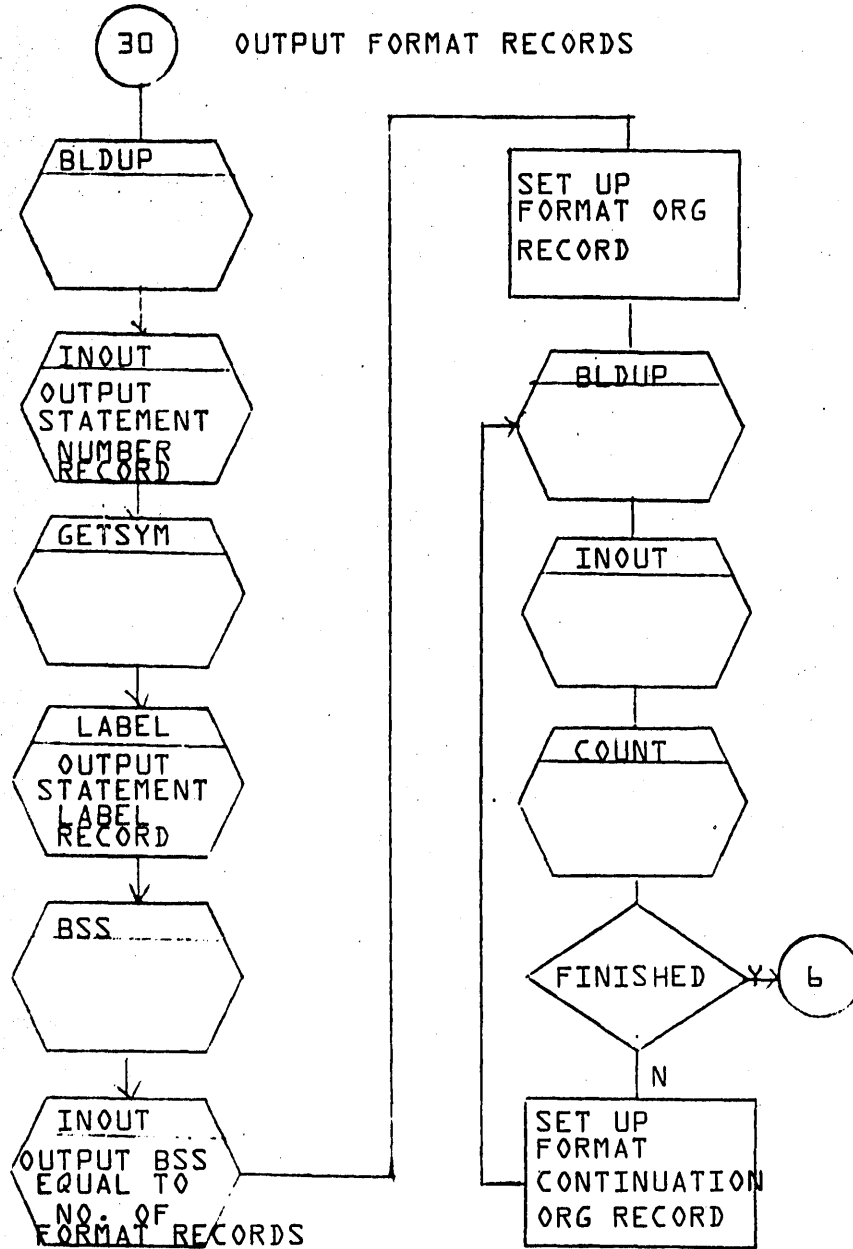 30
OUTPUT FORMAT RECORDS
BLDUP
INOUT
OUTPUT
STATEMENT
NUMBER
RECORD
GETSYM
LABEL
OUTPUT
STATEMENT
LABEL
RECORD
BSS
INOUT
OUTPUT BSS
EQUAL TO
NO. OF
FORMAT RECORDS
SET UP
FORMAT ORG
RECORD
BLDUP
INOUT
COUNT
FINISHED
Y
6
N
SET UP
FORMAT
CONTINUATION
ORG RECORD